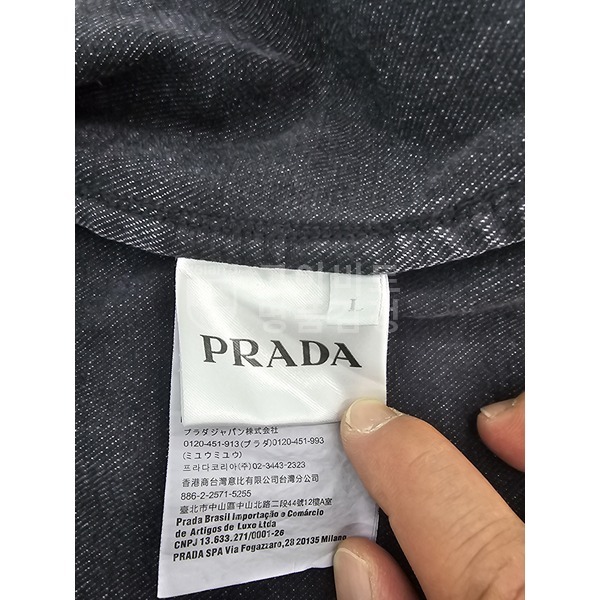 L
PRADA
プラダジャパン株式会社
0120-451-913(プラダ)0120-451-993
(ミュウミュウ)
프라다코리아(주)02-3443-2323
香港商台灣意比有限公司台灣分公司
886-2-2571-5255
臺北市中山區中山北路二段44號12樓A室
Prada Brasil Importação e Comércio
de Artigos de Luxo Ltda
CNPJ 13.633.271/0001-26
PRADA SPA Via Fogazzaro, 28 20135 Milano